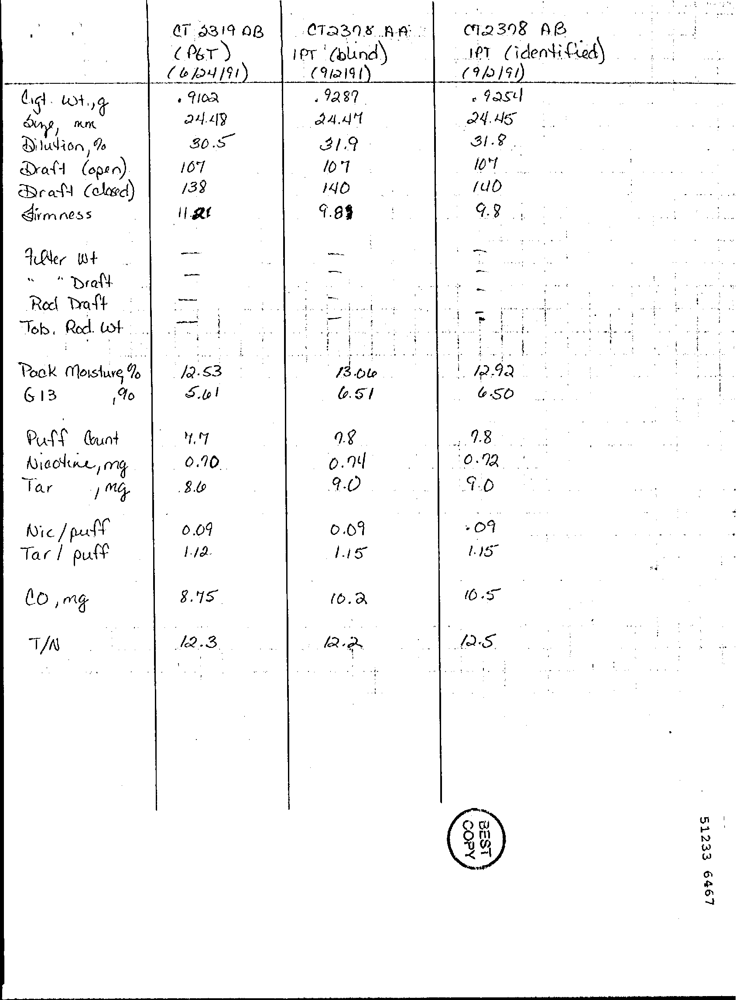 CT 2319 AB CT2378 AA CT2378 AB
(P&T) IPT (blind) IPT (identified)
(6/24/91) (9/2/91) (9/2/91)
Cigt. Wt., g .9102 .9287 .9254
Size, mm 24.48 24.47 24.45
Dilution, % 30.5 31.9 31.8
Draft (open) 107 107 107
Draft (closed) 138 140 140
Firmness 9.8
Filter Wt — — —
" " Draft — — —
Rod Draft — — —
Tob. Rod. Wt — — —
Pack Moisture, % 12.53 13.06 12.92
G13 , % 5.61 6.51 6.50
Puff Count 7.7 7.8 7.8
Nicotine, mg 0.70 0.74 0.72
Tar , mg 8.6 9.0 9.0
Nic/puff 0.09 0.09 .09
Tar / puff 1.12 1.15 1.15
CO, mg 8.75 10.2 10.5
T/N 12.3 12.2 12.5
BEST
COPY
51233 6467